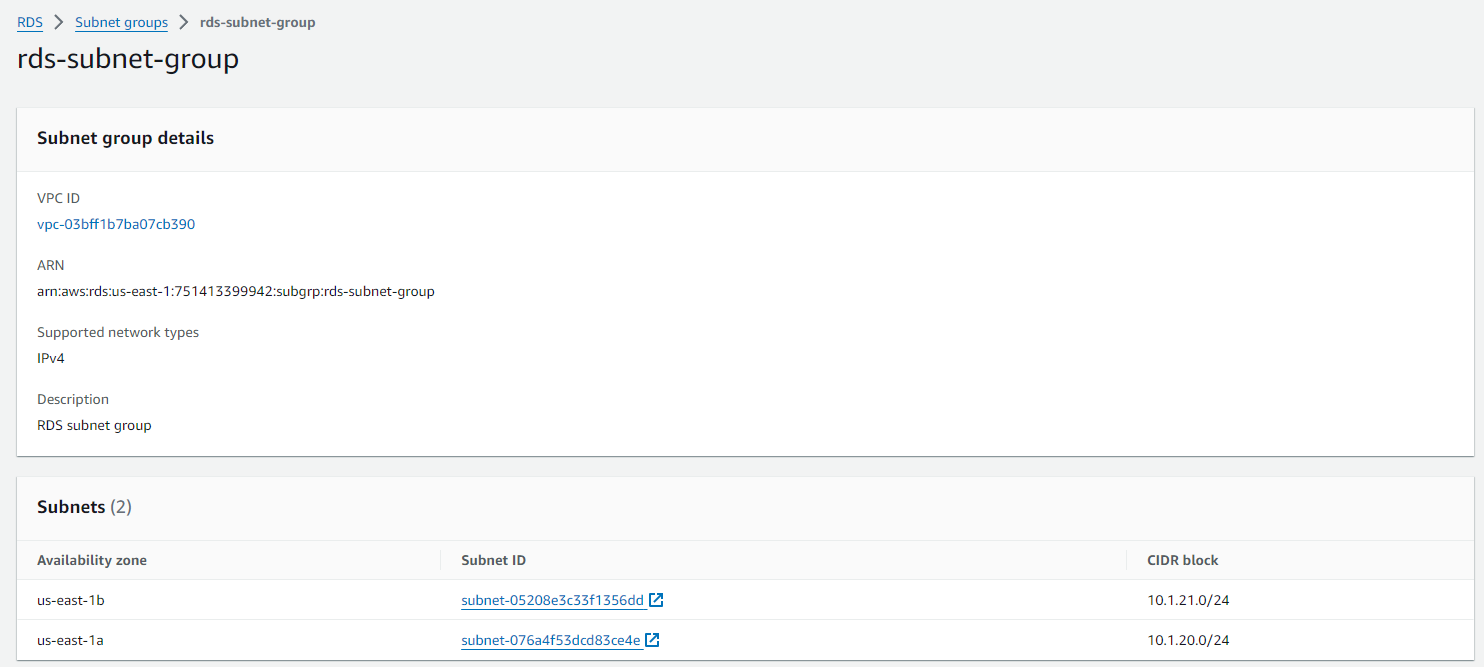 RDS > Subnet groups > rds-subnet-group
rds-subnet-group
Subnet group details
VPC ID
vpc-03bff1b7ba07cb390
ARN
arn:aws:rds:us-east-1:751413399942:subgrp:rds-subnet-group
Supported network types
IPv4
Description
RDS subnet group
Subnets (2)
Availability zone Subnet ID CIDR block
us-east-1b subnet-05208e3c33f1356dd 10.1.21.0/24
us-east-1a subnet-076a4f53dcd83ce4e 10.1.20.0/24